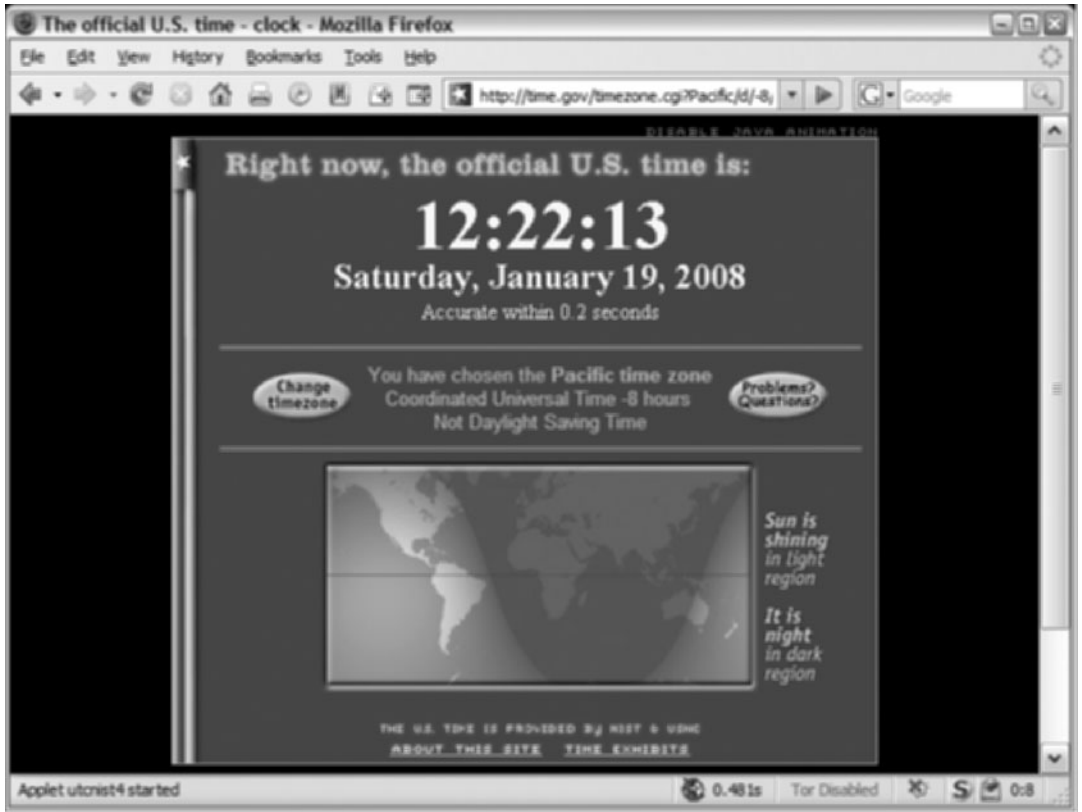 The official U.S. time - clock - Mozilla Firefox
File Edit View History Bookmarks Tools Help
http://time.gov/timezone.cgi?Pacific/d/-8/
Google
DISABLE JAVA ANIMATION
Right now, the official U.S. time is:
12:22:13
Saturday, January 19, 2008
Accurate within 0.2 seconds
Change
timezone
You have chosen the Pacific time zone
Coordinated Universal Time -8 hours
Not Daylight Saving Time
Problems?
Questions?
Sun is
shining
in light
region
It is
night
in dark
region
THE U.S. TIME IS PROVIDED By NIST & USNO
ABOUT THIS SITE TIME EXHIBITS
Applet utcnist4 started
0.481s Tor Disabled S 0:8